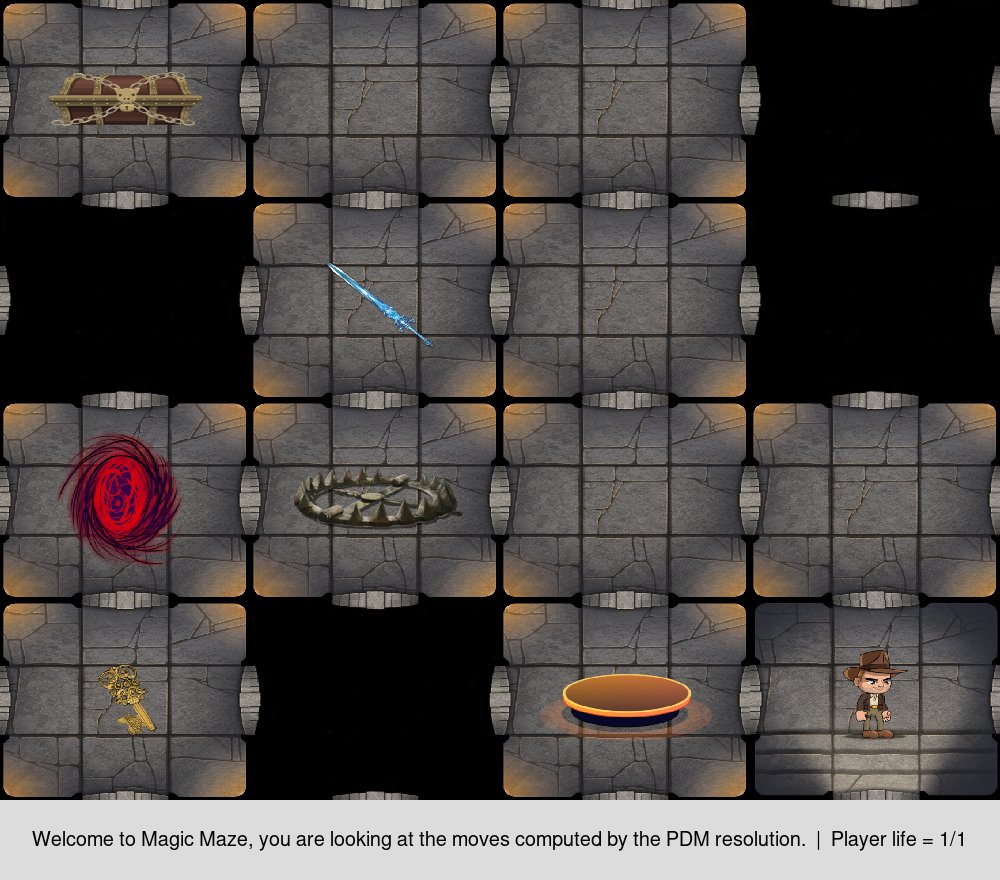 Welcome to Magic Maze, you are looking at the moves computed by the PDM resolution.  |  Player life = 1/1